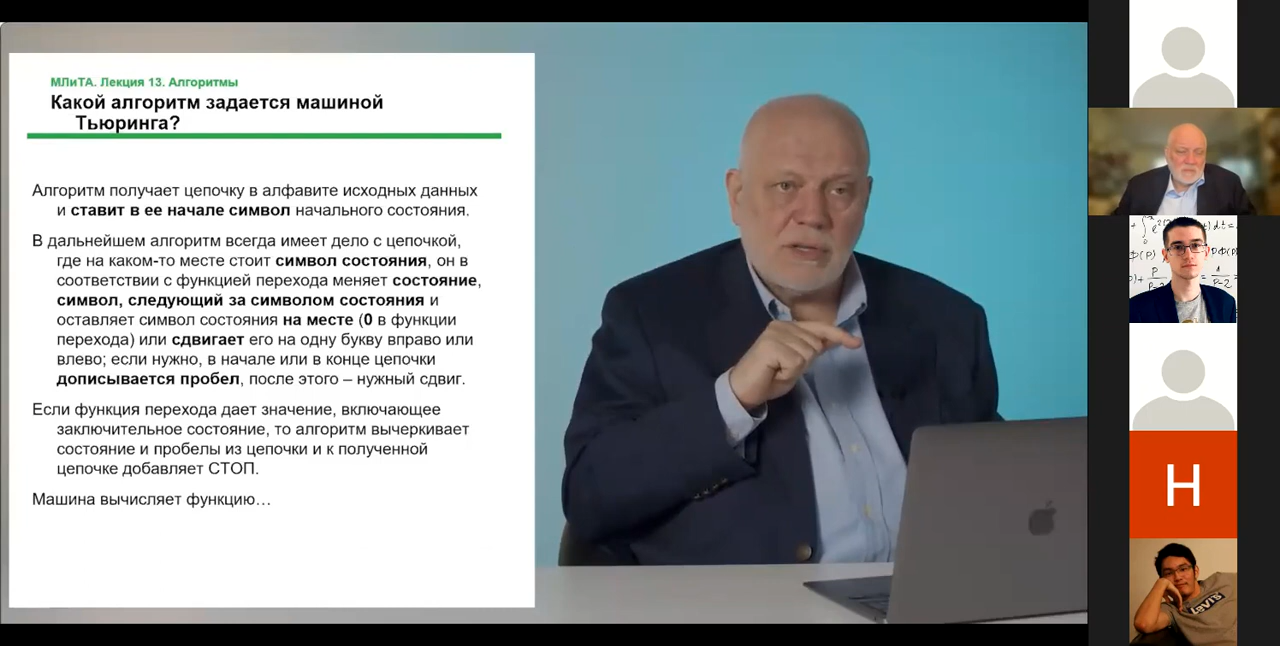 МЛиТА. Лекция 13. Алгоритмы
Какой алгоритм задается машиной
Тьюринга?
Алгоритм получает цепочку в алфавите исходных данных
и ставит в ее начале символ начального состояния.
В дальнейшем алгоритм всегда имеет дело с цепочкой,
где на каком-то месте стоит символ состояния, он в
соответствии с функцией перехода меняет состояние,
символ, следующий за символом состояния и
оставляет символ состояния на месте (0 в функции
перехода) или сдвигает его на одну букву вправо или
влево; если нужно, в начале или в конце цепочки
дописывается пробел, после этого – нужный сдвиг.
Если функция перехода дает значение, включающее
заключительное состояние, то алгоритм вычеркивает
состояние и пробелы из цепочки и к полученной
цепочке добавляет СТОП.
Машина вычисляет функцию…
H
Levi's